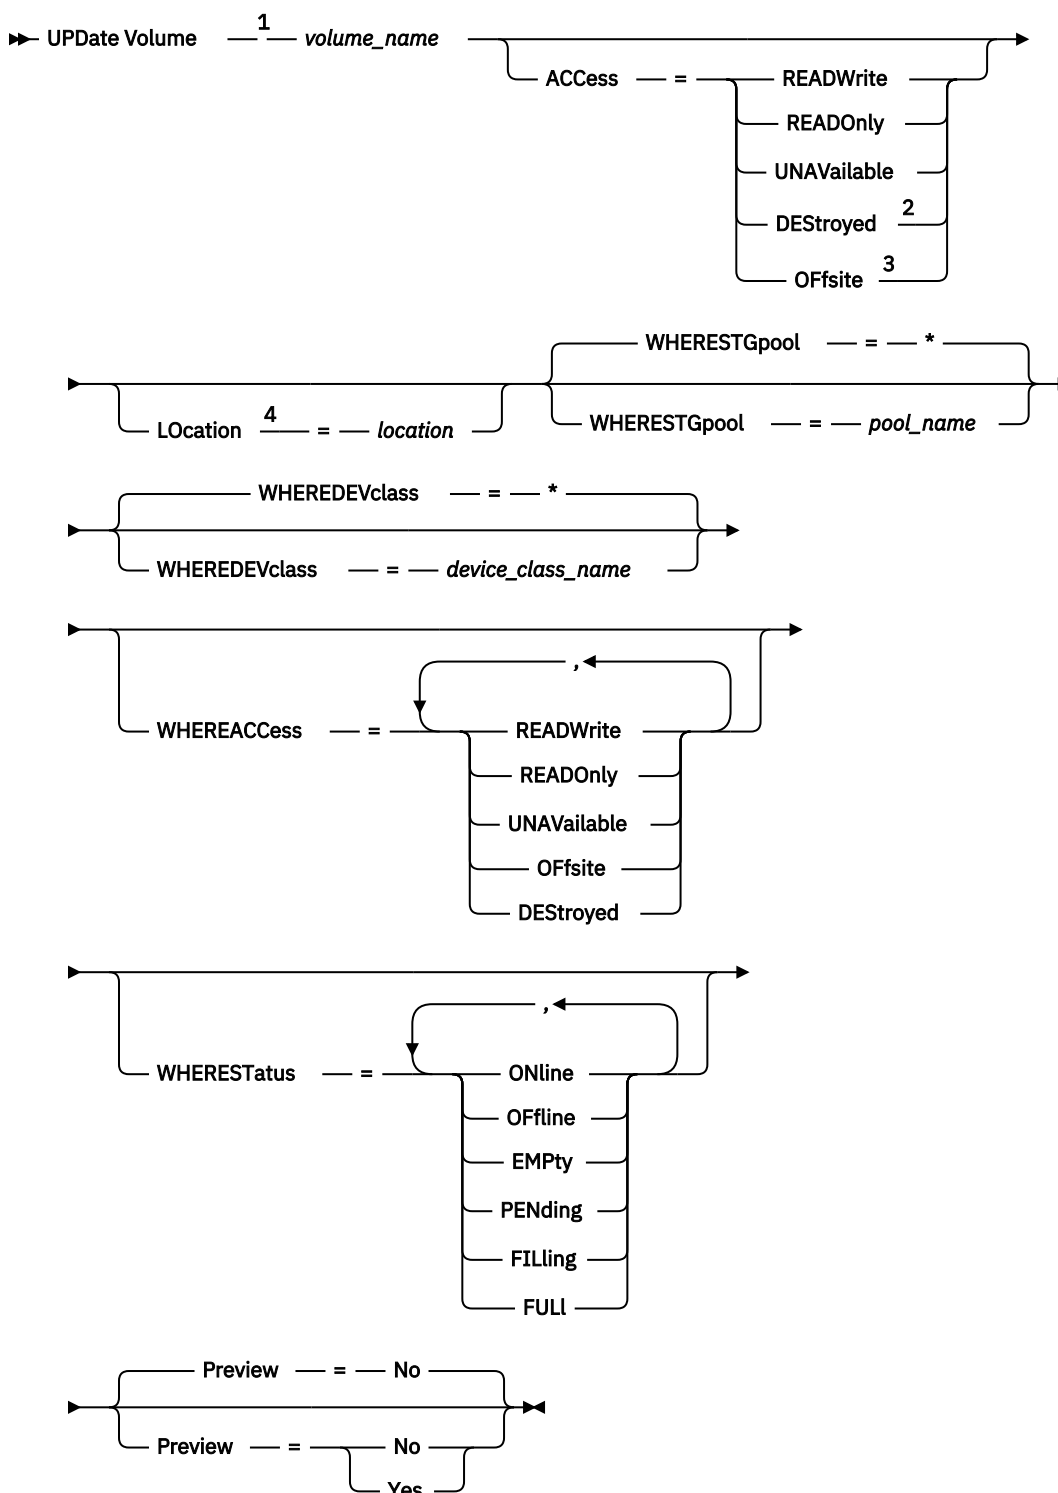 UPDate Volume 1 volume_name
ACCess = READWrite
READOnly
UNAVailable
DEStroyed 2
OFfsite 3
WHERESTGpool = *
LOcation 4 = location
WHERESTGpool = pool_name
WHEREDEVclass = *
WHEREDEVclass = device_class_name
,
WHEREACCess = READWrite
READOnly
UNAVailable
OFfsite
DEStroyed
,
WHERESTatus = ONline
OFfline
EMPty
PENding
FILling
FULl
Preview = No
Preview = No
Yes